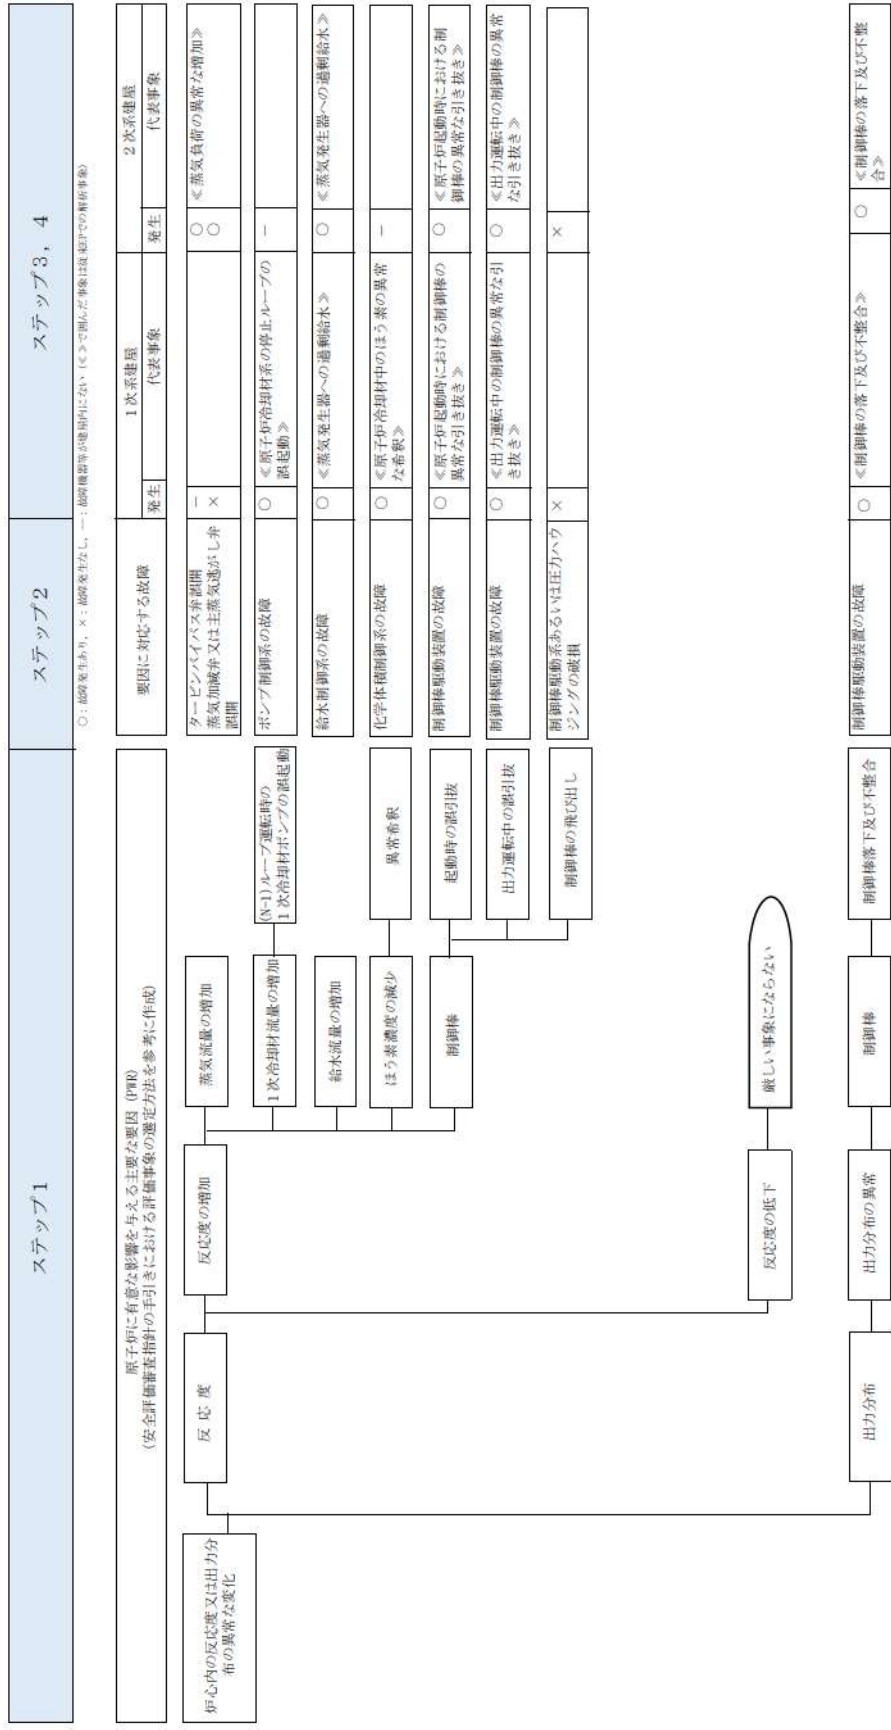 ステップ1
ステップ2
ステップ3, 4
○:故障発生あり, ×:故障発生なし, ー:故障機器等が建屋内にない (≪≫で囲んだ事象は従来EPでの解析事象)
原子炉に有意な影響を与える主要な要因 (PWR)
(安全評価審査指針の手引きにおける評価事象の選定方法を参考に作成)
要因に対応する故障
1次系建屋
発生
代表事象
2次系建屋
発生
代表事象
炉心内の反応度又は出力分
布の異常な変化
反 応 度
反応度の増加
蒸気流量の増加
タービンバイパス弁誤開
蒸気加減弁又は主蒸気逃がし弁
誤開
ー
×
○
○
≪蒸気負荷の異常な増加≫
1次冷却材流量の増加
(N-1)ループ運転時の
1次冷却材ポンプの誤起動
ポンプ制御系の故障
○
≪原子炉冷却材系の停止ループの
誤起動≫
ー
給水流量の増加
給水制御系の故障
○
≪蒸気発生器への過剰給水≫
○
≪蒸気発生器への過剰給水≫
ほう素濃度の減少
異常希釈
化学体積制御系の故障
○
≪原子炉冷却材中のほう素の異常
な希釈≫
ー
制御棒
起動時の誤引抜
制御棒駆動装置の故障
○
≪原子炉起動時における制御棒の
異常な引き抜き≫
○
≪原子炉起動時における制
御棒の異常な引き抜き≫
出力運転中の誤引抜
制御棒駆動装置の故障
○
≪出力運転中の制御棒の異常な引
き抜き≫
○
≪出力運転中の制御棒の異常
な引き抜き≫
制御棒の飛び出し
制御棒駆動系あるいは圧力ハウ
ジングの破損
×
×
反応度の低下
厳しい事象にならない
出力分布
出力分布の異常
制御棒
制御棒落下及び不整合
制御棒駆動装置の故障
○
≪制御棒の落下及び不整合≫
○
≪制御棒の落下及び不整
合≫